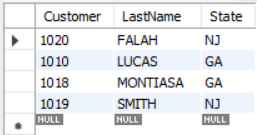 Customer LastName State
1020 FALAH NJ
1010 LUCAS GA
1018 MONTIASA GA
1019 SMITH NJ
NULL NULL NULL